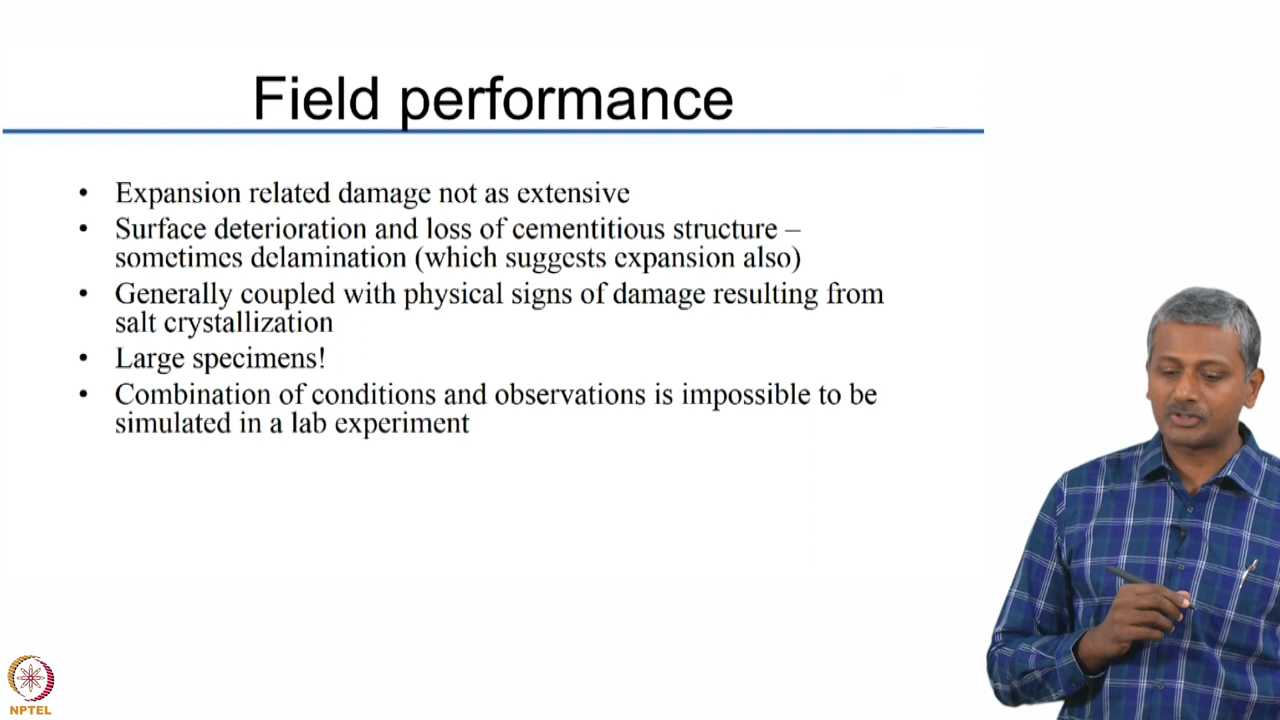 Field performance
• Expansion related damage not as extensive
• Surface deterioration and loss of cementitious structure –
sometimes delamination (which suggests expansion also)
• Generally coupled with physical signs of damage resulting from
salt crystallization
• Large specimens!
• Combination of conditions and observations is impossible to be
simulated in a lab experiment
NPTEL